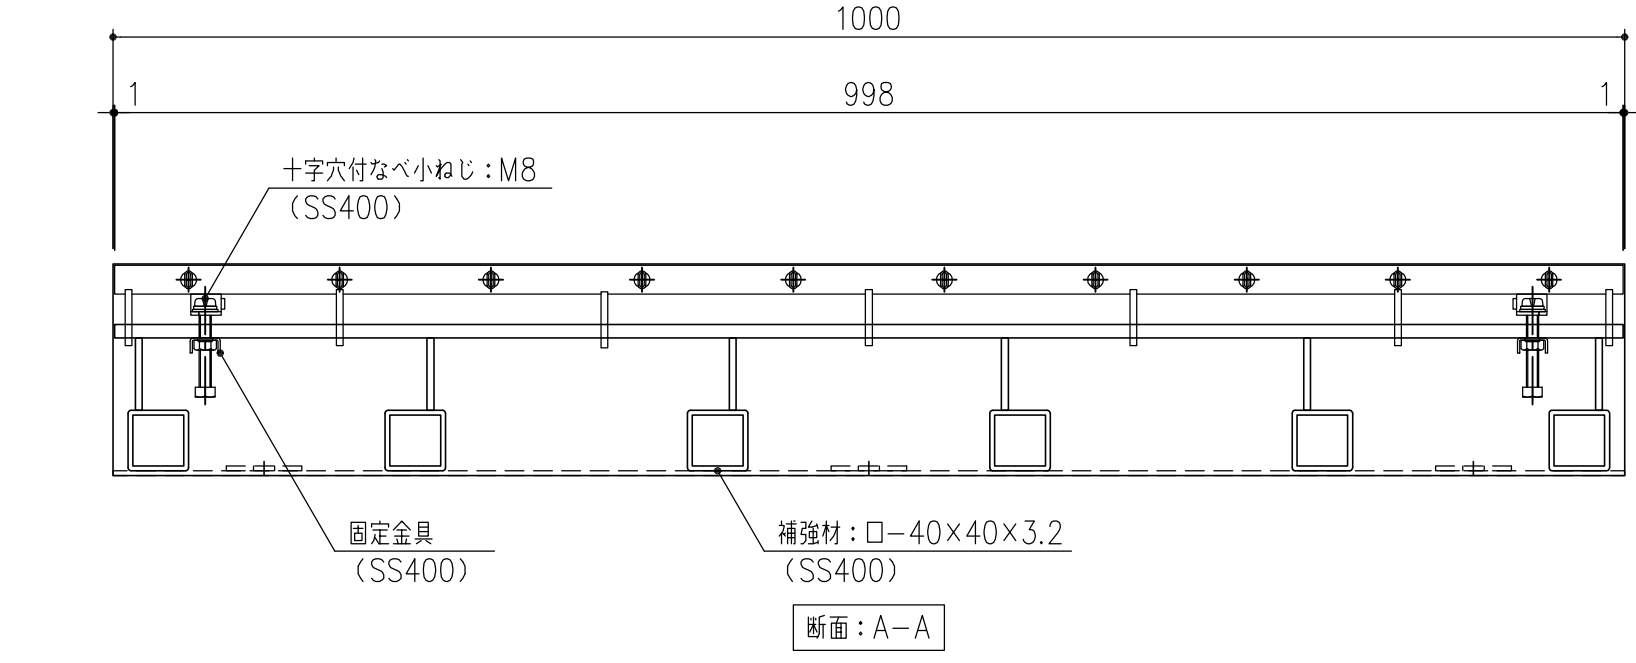 1000
1
998
1
十字穴付なべ小ねじ：M8
（SS400）
固定金具
（SS400）
補強材：□－40×40×3.2
（SS400）
断面：A－A